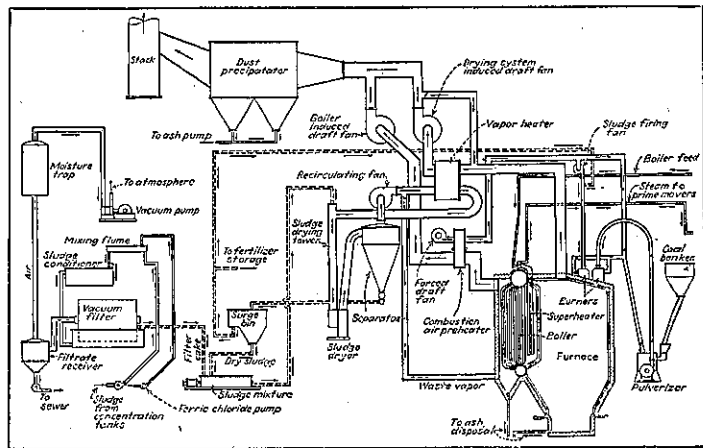 Stack
Dust
precipitator
Drying system
induced draft fan
Boiler
induced
draft fan
Vapor heater
Sludge firing
fan
To ash pump
Moisture
trap
To atmosphere
Vacuum pump
Recirculating fan
Boiler feed
Steam to
prime movers
Sludge
drying
tower
Coal
bunker
Mixing flume
Sludge
conditioner
Air
To fertilizer
storage
Forced
draft
fan
Separator
Combustion
air preheater
Burners
Superheater
Boiler
Furnace
Vacuum
filter
Surge
bin
Filter
cake
Dry sludge
Sludge
dryer
Filtrate
receiver
Pulverizer
Waste vapor
Sludge mixture
To
sewer
Sludge
from
concentration
tanks
Ferric chloride pump
To ash
disposal